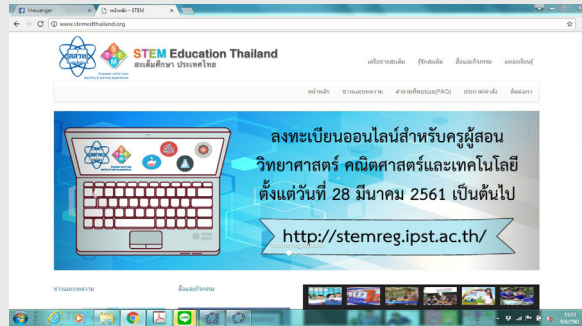 Messenger
หน้าหลัก - STEM
www.stemedthailand.org
STEM Education Thailand
สะเต็มศึกษา ประเทศไทย
เครือข่ายสะเต็ม รู้จักสะเต็ม สื่อและกิจกรรม แหล่งเรียนรู้
หน้าหลัก ข่าวและบทความ คำถามที่พบบ่อย(FAQ) ประกาศ/คำสั่ง ติดต่อเรา
ลงทะเบียนออนไลน์สำหรับครูผู้สอน
วิทยาศาสตร์ คณิตศาสตร์และเทคโนโลยี
ตั้งแต่วันที่ 28 มีนาคม 2561 เป็นต้นไป
http://stemreg.ipst.ac.th/
ข่าวและบทความ สื่อและกิจกรรม
15:11